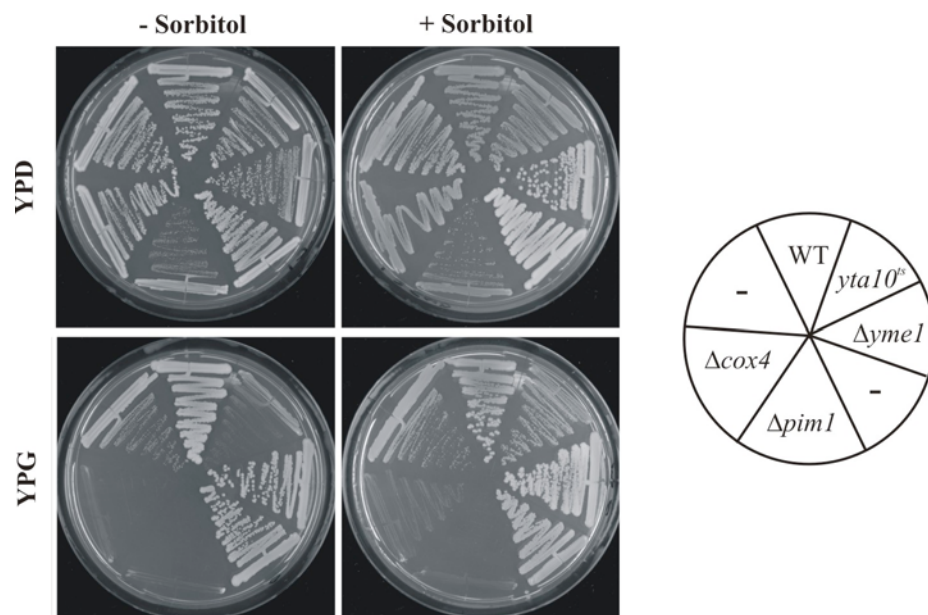 - Sorbitol
+ Sorbitol
YPD
YPG
WT
yta10ts
Δyme1
-
Δpim1
Δcox4
-